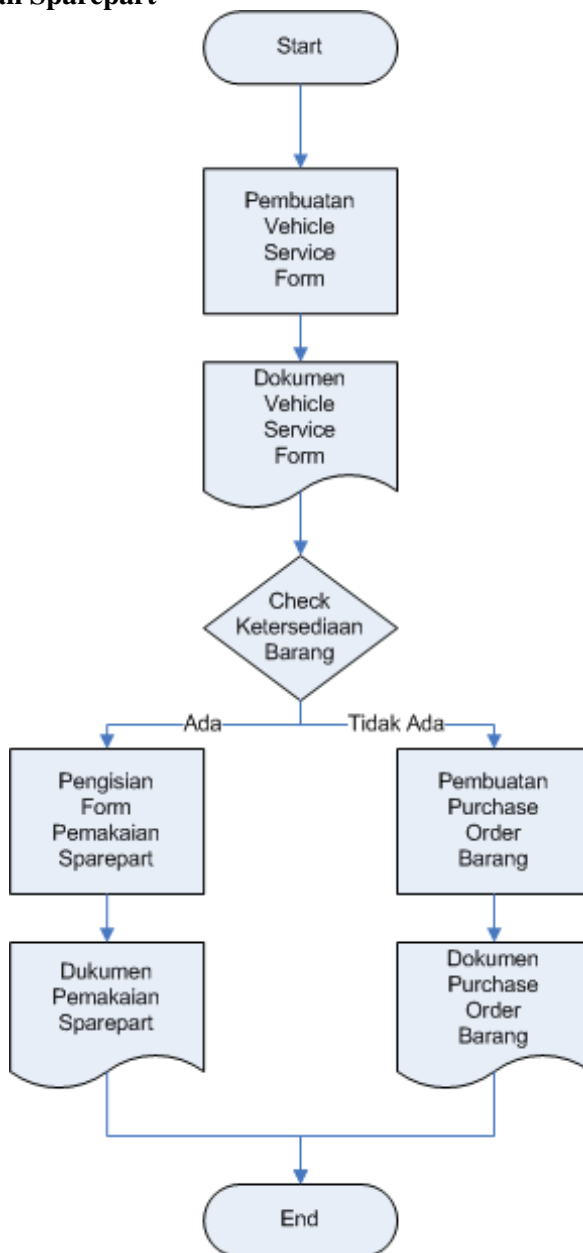 an Sparepart
Start
Pembuatan
Vehicle
Service
Form
Dokumen
Vehicle
Service
Form
Check
Ketersediaan
Barang
Ada
Tidak Ada
Pengisian
Form
Pemakaian
Sparepart
Pembuatan
Purchase
Order
Barang
Dukumen
Pemakaian
Sparepart
Dokumen
Purchase
Order
Barang
End